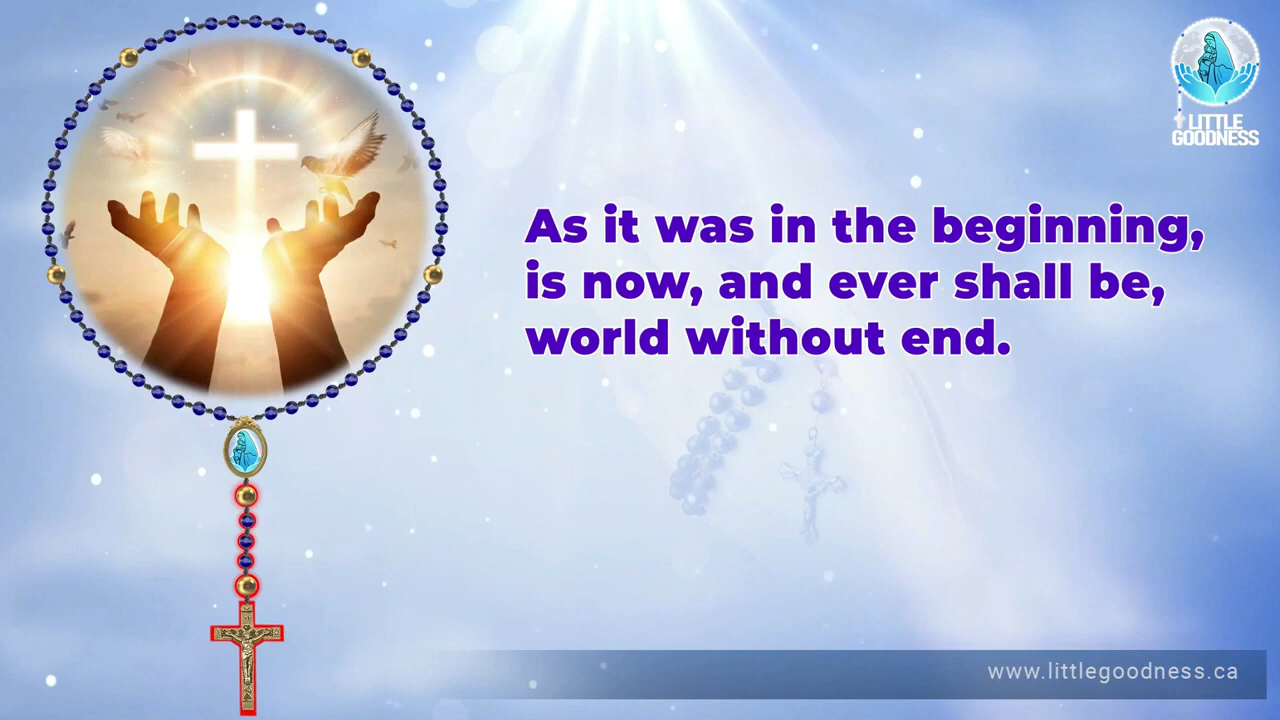 LITTLE
GOODNESS
As it was in the beginning,
is now, and ever shall be,
world without end.
www.littlegoodness.ca